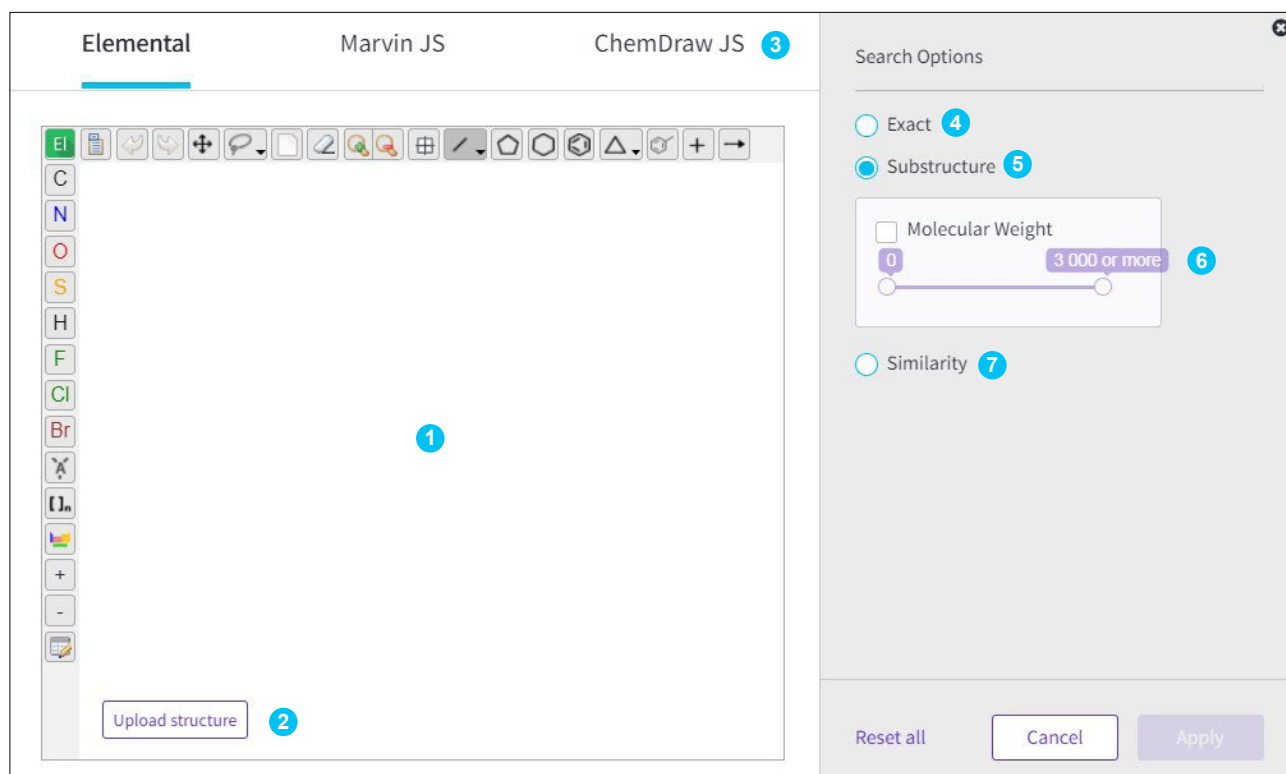 Elemental Marvin JS ChemDraw JS 3
El
C
N
O
S
H
F
Cl
Br
A
[ ]n
+
-
+
1
Upload structure 2
Search Options
Exact 4
Substructure 5
Molecular Weight
0 3 000 or more 6
Similarity 7
Reset all Cancel Apply